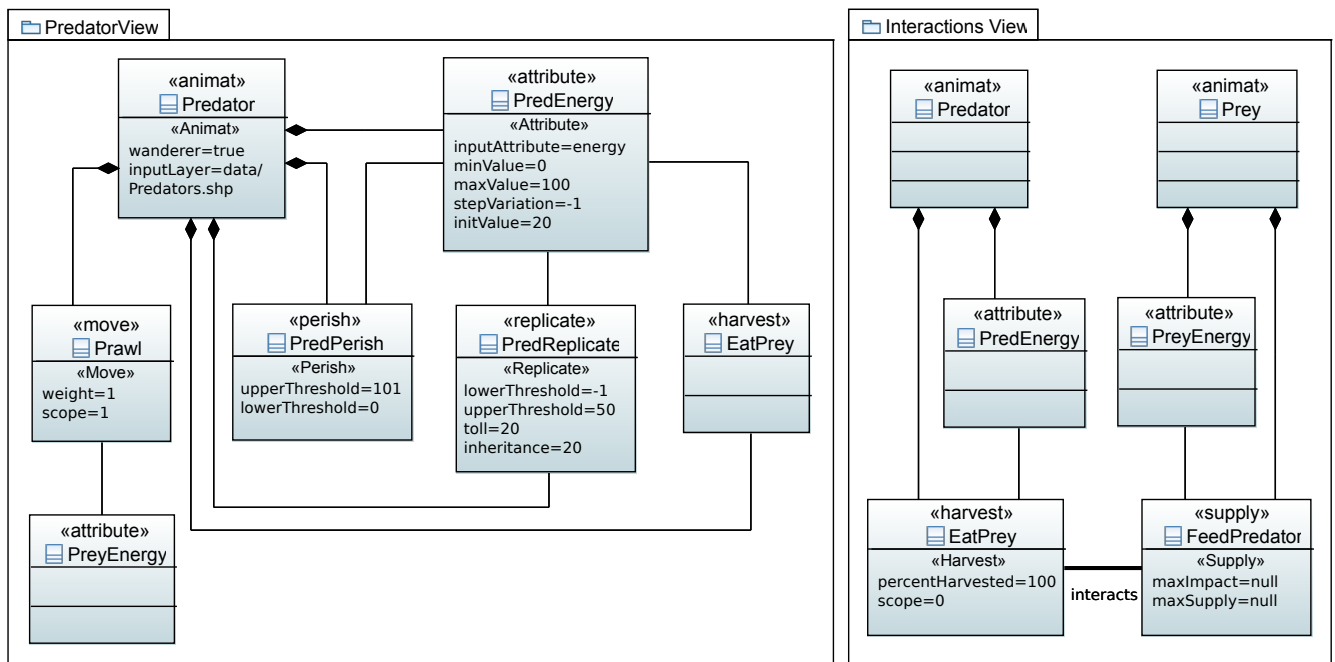 PredatorView
«animat»
Predator
«Animat»
wanderer=true
inputLayer=data/
Predators.shp
«attribute»
PredEnergy
«Attribute»
inputAttribute=energy
minValue=0
maxValue=100
stepVariation=-1
initValue=20
«move»
Prawl
«Move»
weight=1
scope=1
«perish»
PredPerish
«Perish»
upperThreshold=101
lowerThreshold=0
«replicate»
PredReplicate
«Replicate»
lowerThreshold=-1
upperThreshold=50
toll=20
inheritance=20
«harvest»
EatPrey
«attribute»
PreyEnergy
Interactions View
«animat»
Predator
«animat»
Prey
«attribute»
PredEnergy
«attribute»
PreyEnergy
«harvest»
EatPrey
«Harvest»
percentHarvested=100
scope=0
interacts
«supply»
FeedPredator
«Supply»
maxImpact=null
maxSupply=null